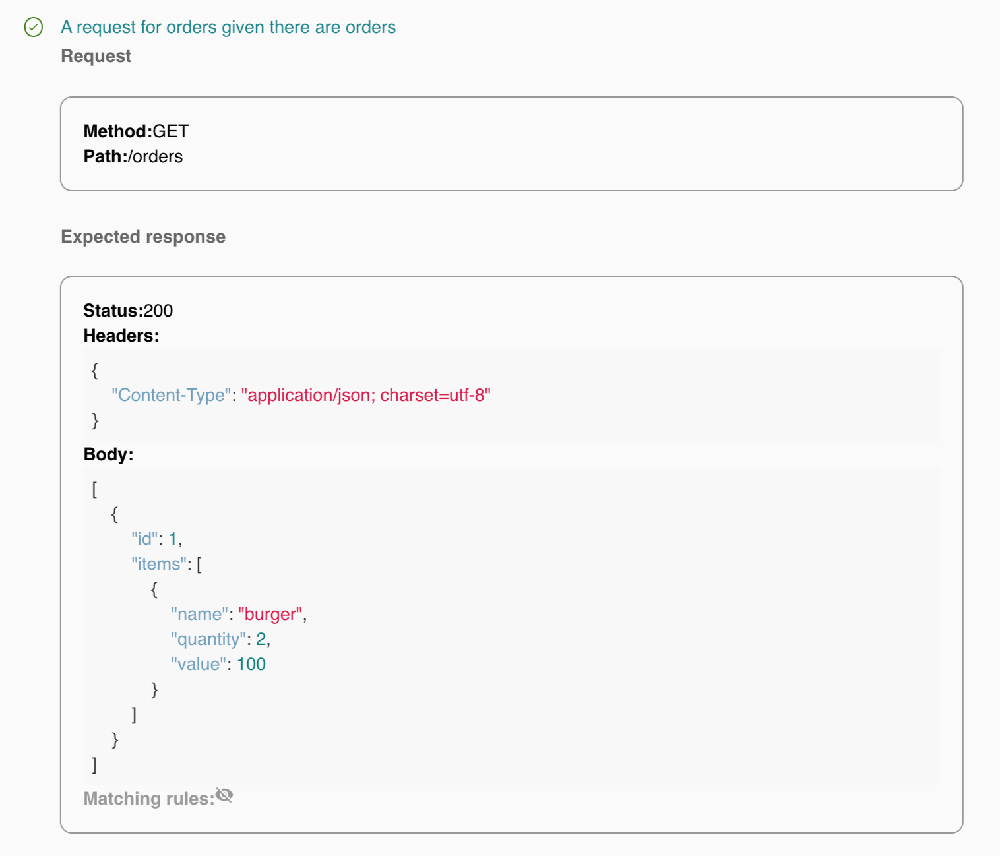 A request for orders given there are orders
Request
Method:GET
Path:/orders
Expected response
Status:200
Headers:
{
"Content-Type": "application/json; charset=utf-8"
}
Body:
[
{
"id": 1,
"items": [
{
"name": "burger",
"quantity": 2,
"value": 100
}
]
}
]
Matching rules: